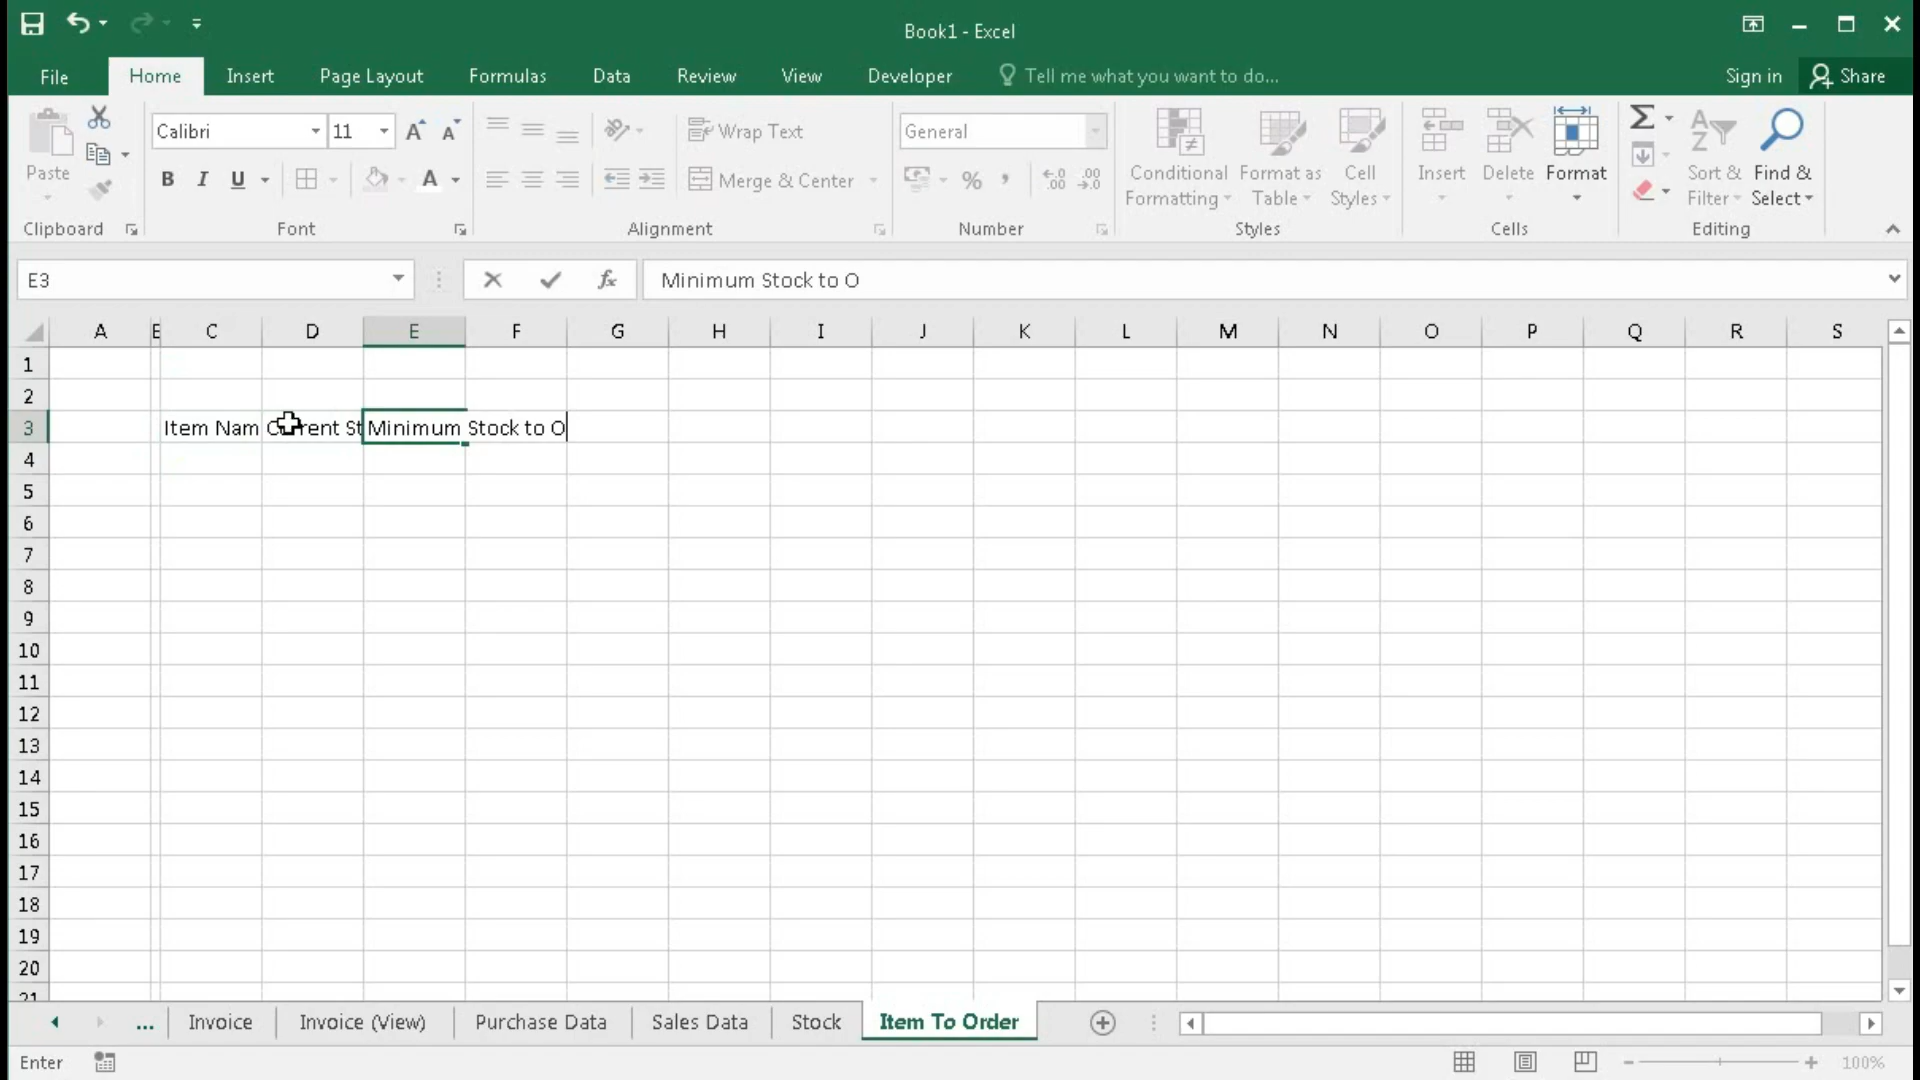 Book1 - Excel
File Home Insert Page Layout Formulas Data Review View Developer Tell me what you want to do... Sign in Share
Paste
Clipboard
Calibri 11
B I U A
Font
Wrap Text
Merge & Center
Alignment
General
% ,
Number
Conditional Formatting
Format as Table
Cell Styles
Styles
Insert Delete Format
Cells
Sort & Filter
Find & Select
Editing
E3 fx Minimum Stock to O
A E C D E F G H I J K L M N O P Q R S
1
2
3 Item Nam Current St Minimum Stock to O
4
5
6
7
8
9
10
11
12
13
14
15
16
17
18
19
20
21
... Invoice Invoice (View) Purchase Data Sales Data Stock Item To Order
Enter 100%